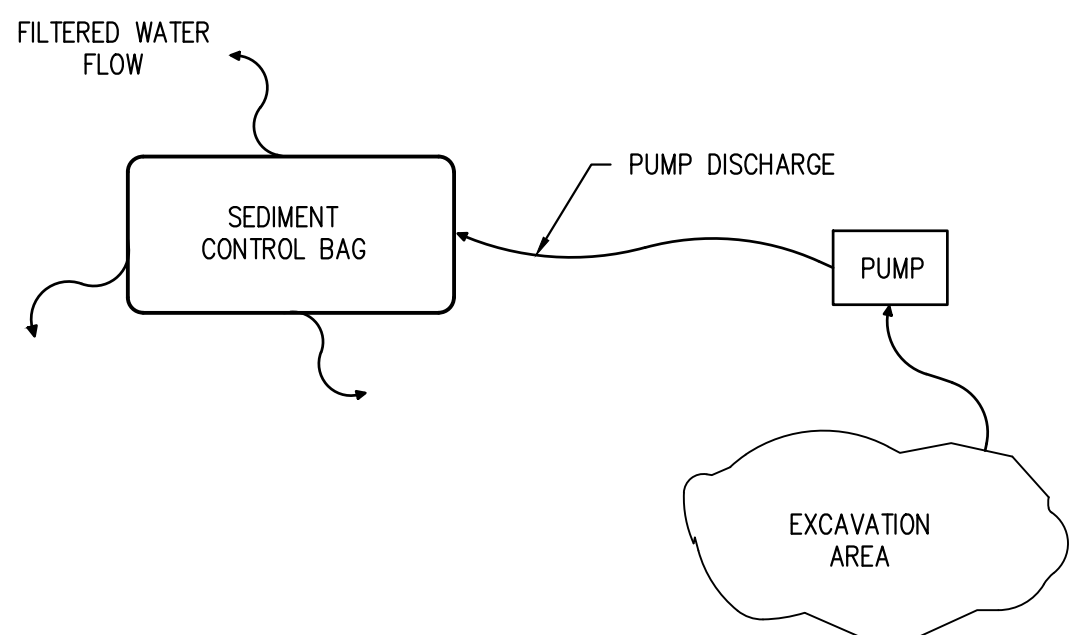 FILTERED WATER
FLOW
PUMP DISCHARGE
SEDIMENT
CONTROL BAG
PUMP
EXCAVATION
AREA